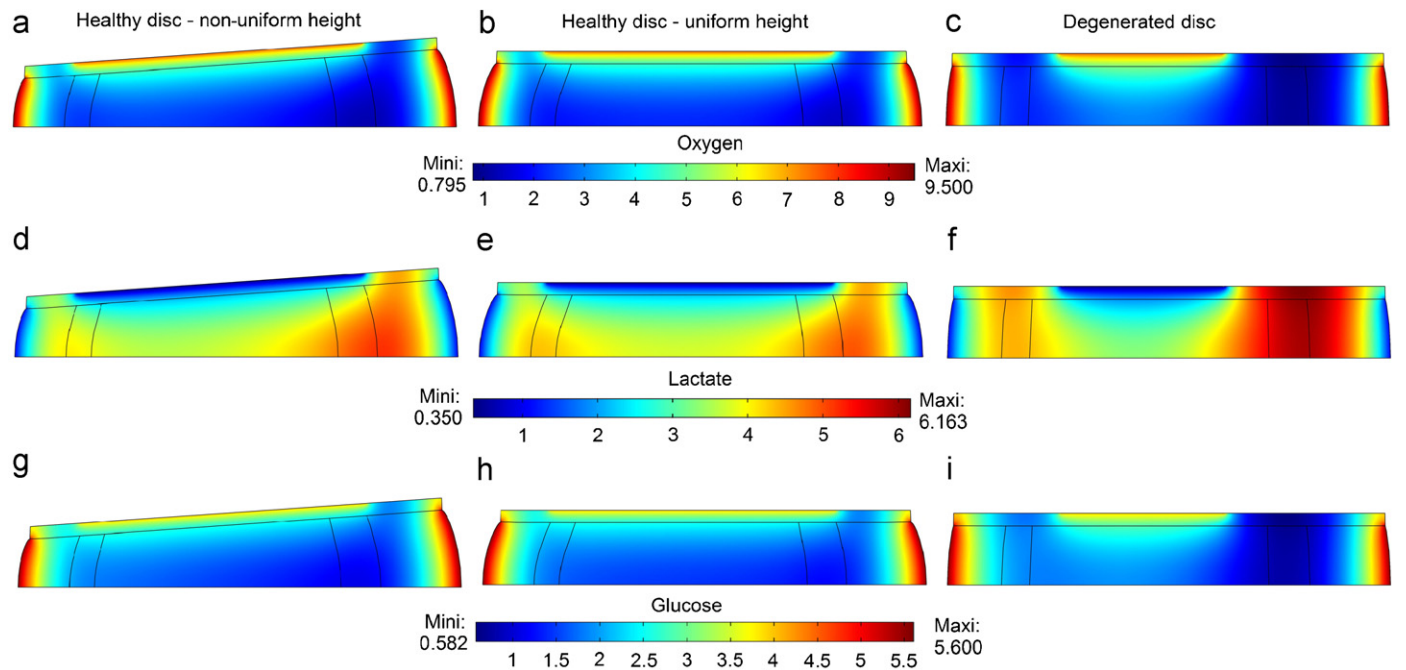 a Healthy disc - non-uniform height
b Healthy disc - uniform height
c Degenerated disc
Oxygen
Mini:
0.795
1 2 3 4 5 6 7 8 9
Maxi:
9.500
d e f
Lactate
Mini:
0.350
1 2 3 4 5 6
Maxi:
6.163
g h i
Glucose
Mini:
0.582
1 1.5 2 2.5 3 3.5 4 4.5 5 5.5
Maxi:
5.600